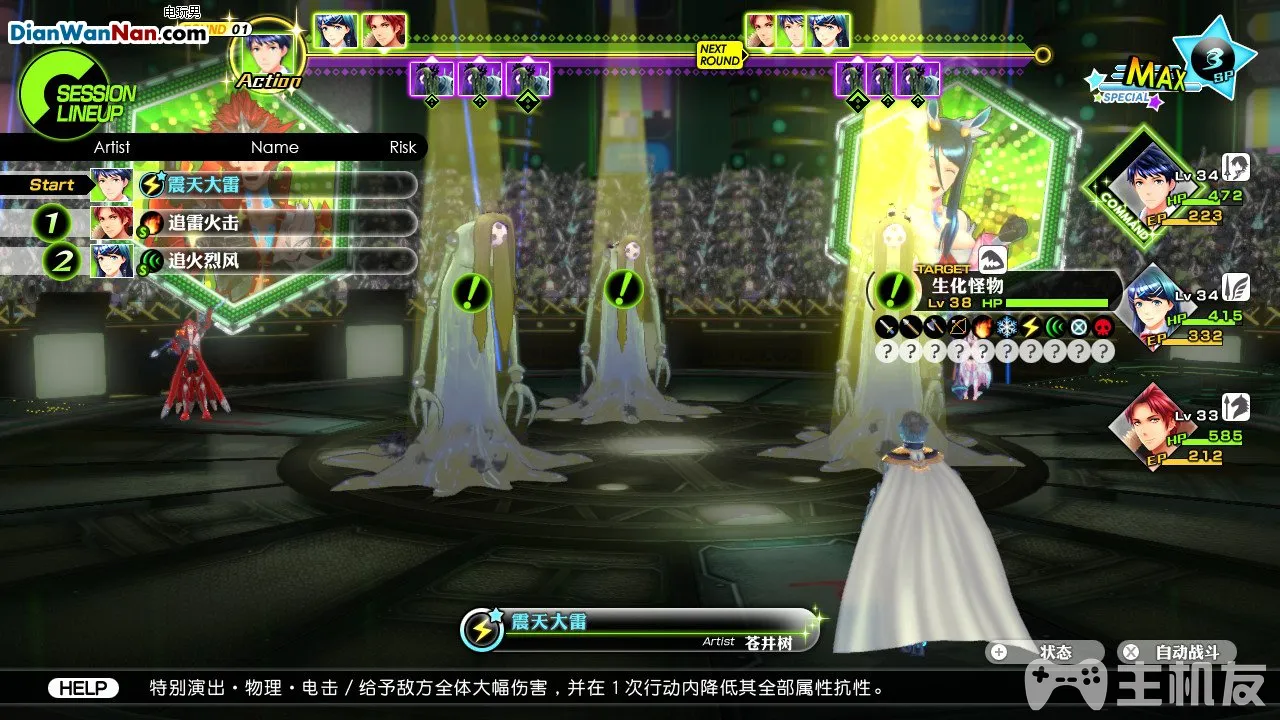 电玩男
DianWanNan.com
ROUND 01
Action
NEXT
ROUND
MAX
SPECIAL
3
SP
SESSION
LINEUP
Artist Name Risk
Start 震天大雷
1 追雷火击
2 追火烈风
Lv 34
HP 472
EP 223
COMMAND
TARGET
生化怪物
Lv 38 HP
? ? ? ? ? ? ? ? ? ?
Lv 34
HP 415
EP 332
Lv 33
HP 585
EP 212
震天大雷
Artist 苍井树
+ 状态
X 自动战斗
HELP 特别演出・物理・电击 / 给予敌方全体大幅伤害，并在 1 次行动内降低其全部属性抗性。
主机友